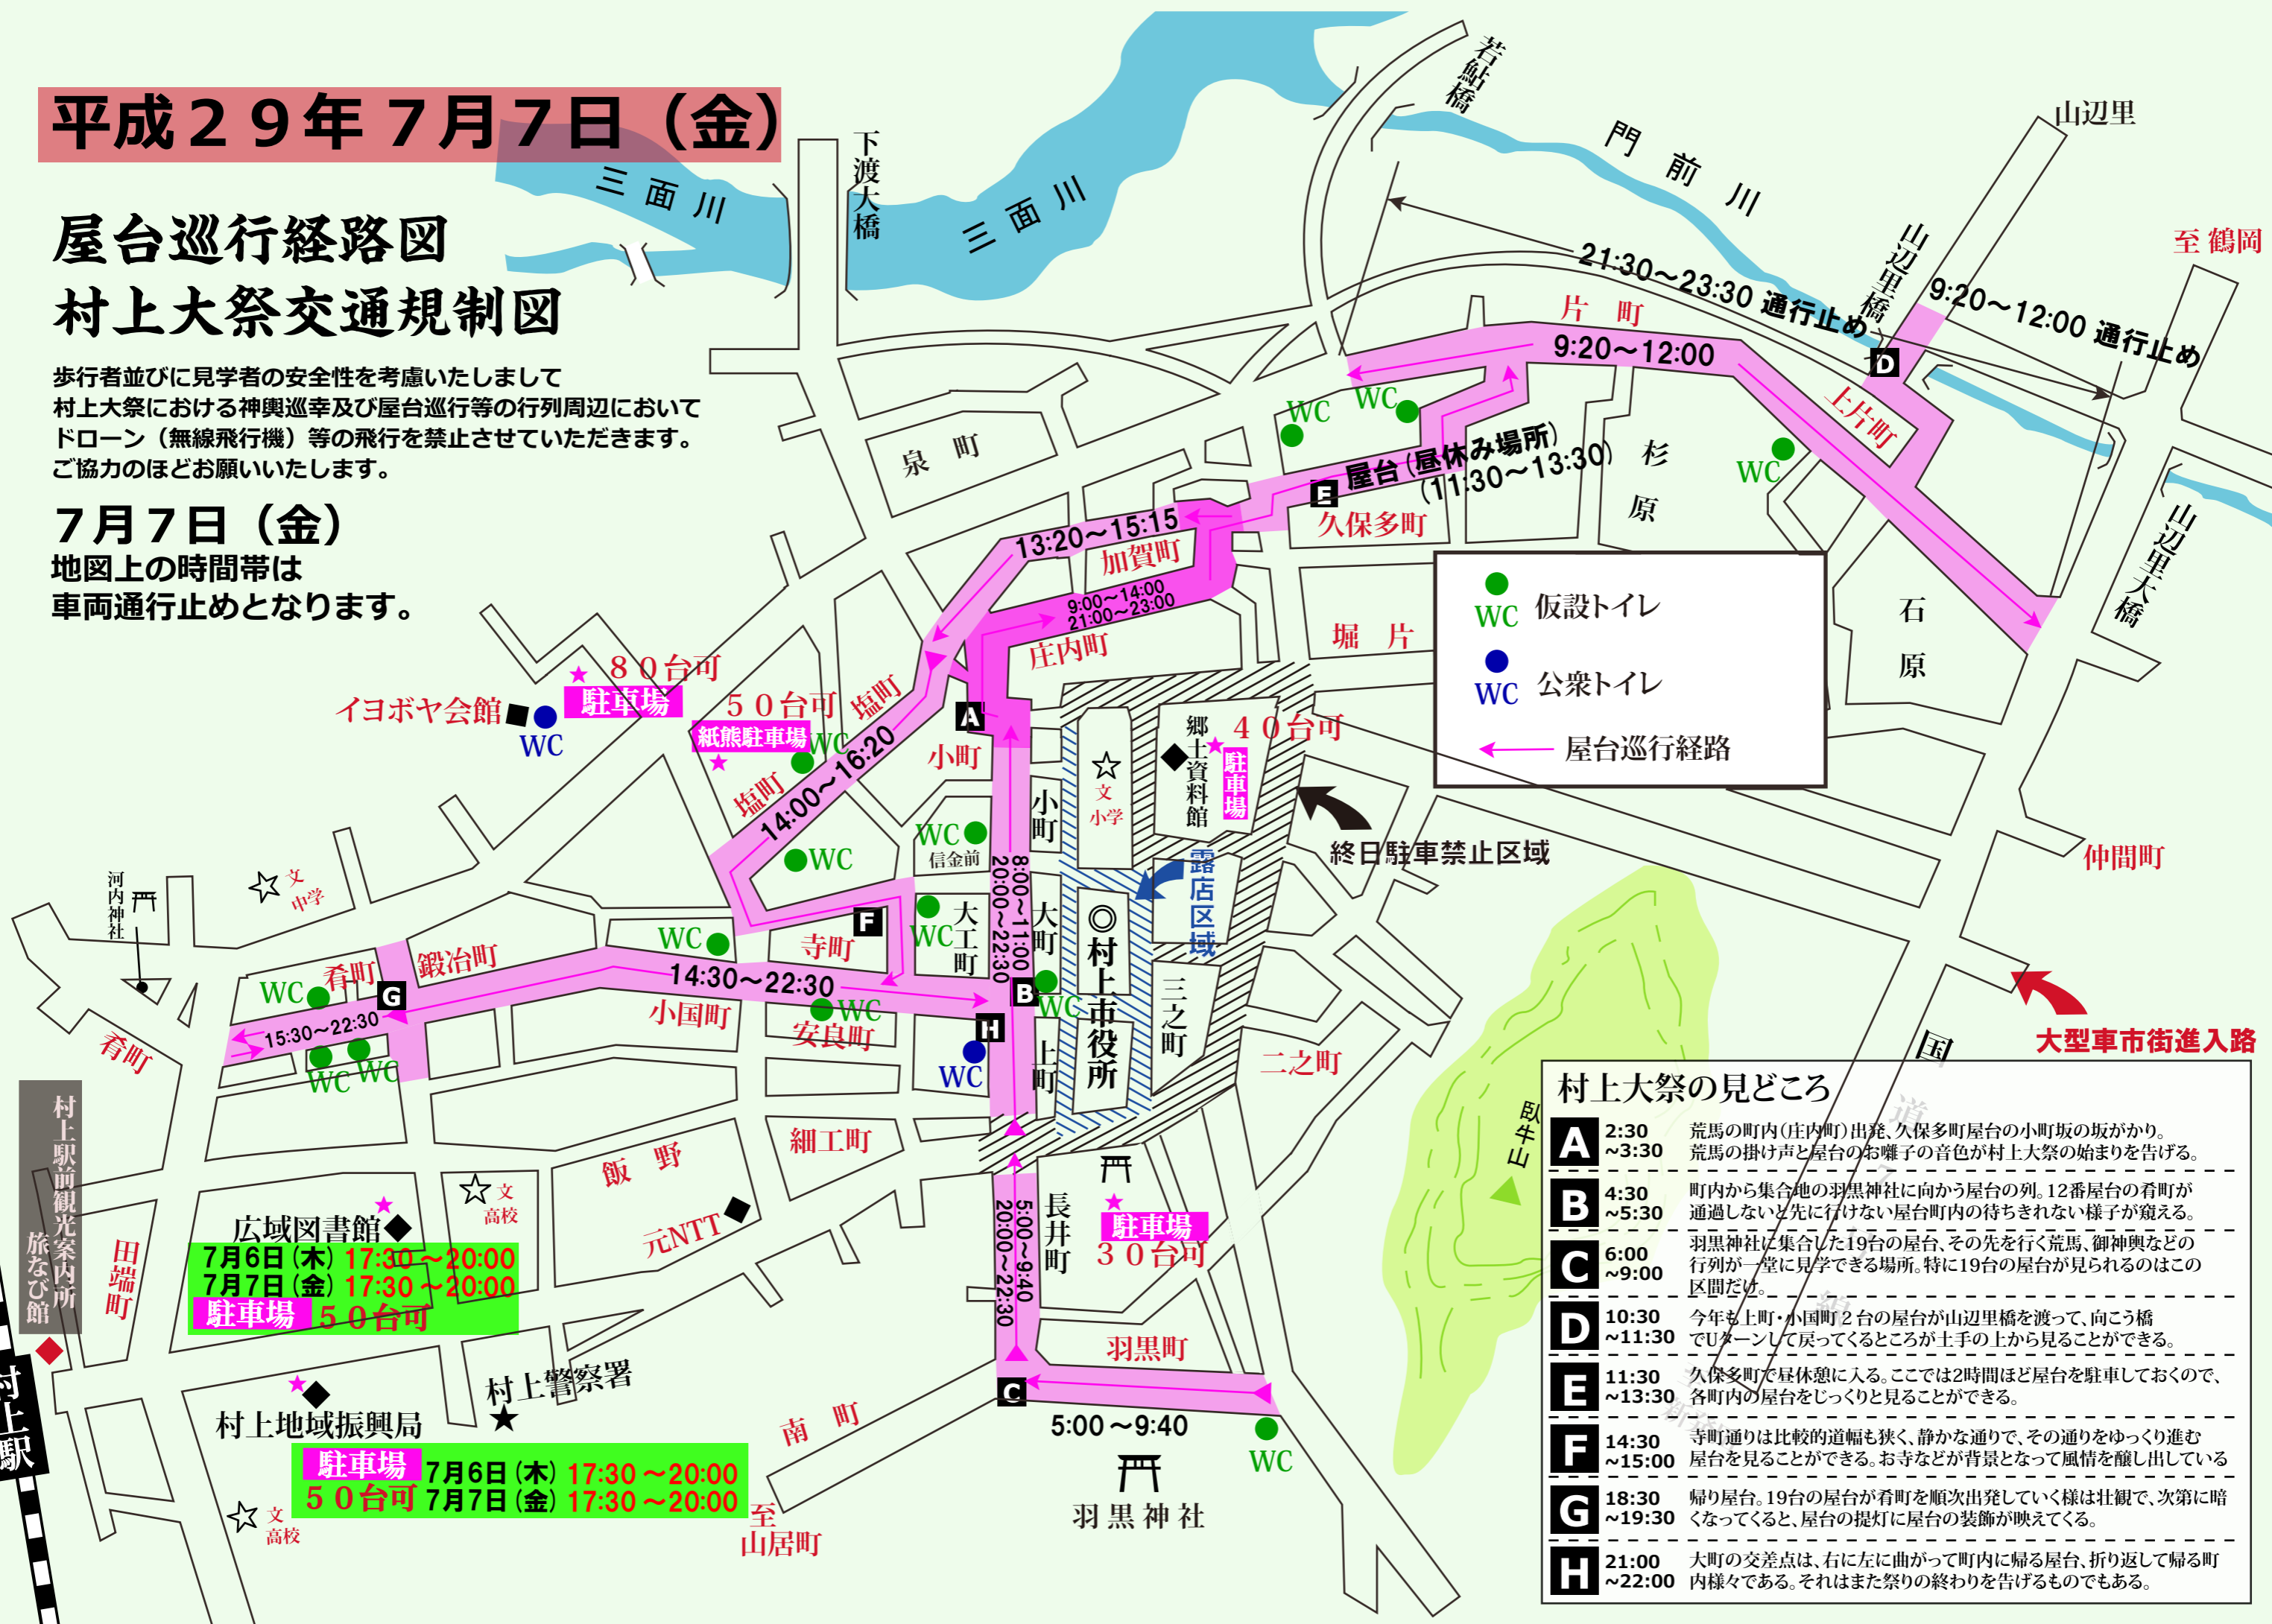 平成２９年７月７日（金）
屋台巡行経路図
村上大祭交通規制図
歩行者並びに見学者の安全性を考慮いたしまして
村上大祭における神輿巡幸及び屋台巡行等の行列周辺において
ドローン（無線飛行機）等の飛行を禁止させていただきます。
ご協力のほどお願いいたします。
７月７日（金）
地図上の時間帯は
車両通行止めとなります。
三面川
下渡大橋
三面川
若鮎橋
門前川
山辺里
山辺里橋
至 鶴岡
21:30～23:30 通行止め
9:20～12:00 通行止め
片町
9:20～12:00
D
上片町
WC
WC
WC
泉町
屋台(昼休み場所)
(11:30～13:30)
E
久保多町
杉原
山辺里大橋
13:20～15:15
加賀町
9:00～14:00
21:00～23:00
庄内町
堀片
石原
WC 仮設トイレ
WC 公衆トイレ
屋台巡行経路
８０台可
駐車場
イヨボヤ会館
WC
５０台可
紙熊駐車場
WC
塩町
A
小町
塩町
14:00～16:20
郷土資料館
４０台可
駐車場
文
小学
小町
終日駐車禁止区域
露店区域
仲間町
WC
信金前
WC
8:00～11:00
20:00～22:30
大町
大工町
WC
F
寺町
WC
文
中学
河内神社
肴町
鍛冶町
G
WC
14:30～22:30
小国町
WC
安良町
B
WC
H
WC
上町
村上市役所
三之町
二之町
15:30～22:30
WC
WC
肴町
大型車市街進入路
国道7号線
臥牛山
村上駅前観光案内所
旅なび館
村上駅
田端町
広域図書館
7月6日(木) 17:30～20:00
7月7日(金) 17:30～20:00
駐車場 ５０台可
文
高校
飯野
細工町
元NTT
長井町
5:00～9:40
20:00～22:30
駐車場
３０台可
羽黒町
C
5:00～9:40
WC
羽黒神社
村上警察署
村上地域振興局
駐車場 7月6日(木) 17:30～20:00
５０台可 7月7日(金) 17:30～20:00
文
高校
南町
至
山居町
村上大祭の見どころ
A 2:30 ~3:30
荒馬の町内(庄内町)出発、久保多町屋台の小町坂の坂がかり。
荒馬の掛け声と屋台のお囃子の音色が村上大祭の始まりを告げる。
B 4:30 ~5:30
町内から集合地の羽黒神社に向かう屋台の列。12番屋台の肴町が
通過しないと先に行けない屋台町内の待ちきれない様子が窺える。
C 6:00 ~9:00
羽黒神社に集合した19台の屋台、その先を行く荒馬、御神輿などの
行列が一堂に見学できる場所。特に19台の屋台が見られるのはこの
区間だけ。
D 10:30 ~11:30
今年も上町・小国町２台の屋台が山辺里橋を渡って、向こう橋
でUターンして戻ってくるところが土手の上から見ることができる。
E 11:30 ~13:30
久保多町で昼休憩に入る。ここでは2時間ほど屋台を駐車しておくので、
各町内の屋台をじっくりと見ることができる。
F 14:30 ~15:00
寺町通りは比較的道幅も狭く、静かな通りで、その通りをゆっくり進む
屋台を見ることができる。お寺などが背景となって風情を醸し出している
G 18:30 ~19:30
帰り屋台。19台の屋台が肴町を順次出発していく様は壮観で、次第に暗
くなってくると、屋台の提灯に屋台の装飾が映えてくる。
H 21:00 ~22:00
大町の交差点は、右に左に曲がって町内に帰る屋台、折り返して帰る町
内様々である。それはまた祭りの終わりを告げるものでもある。